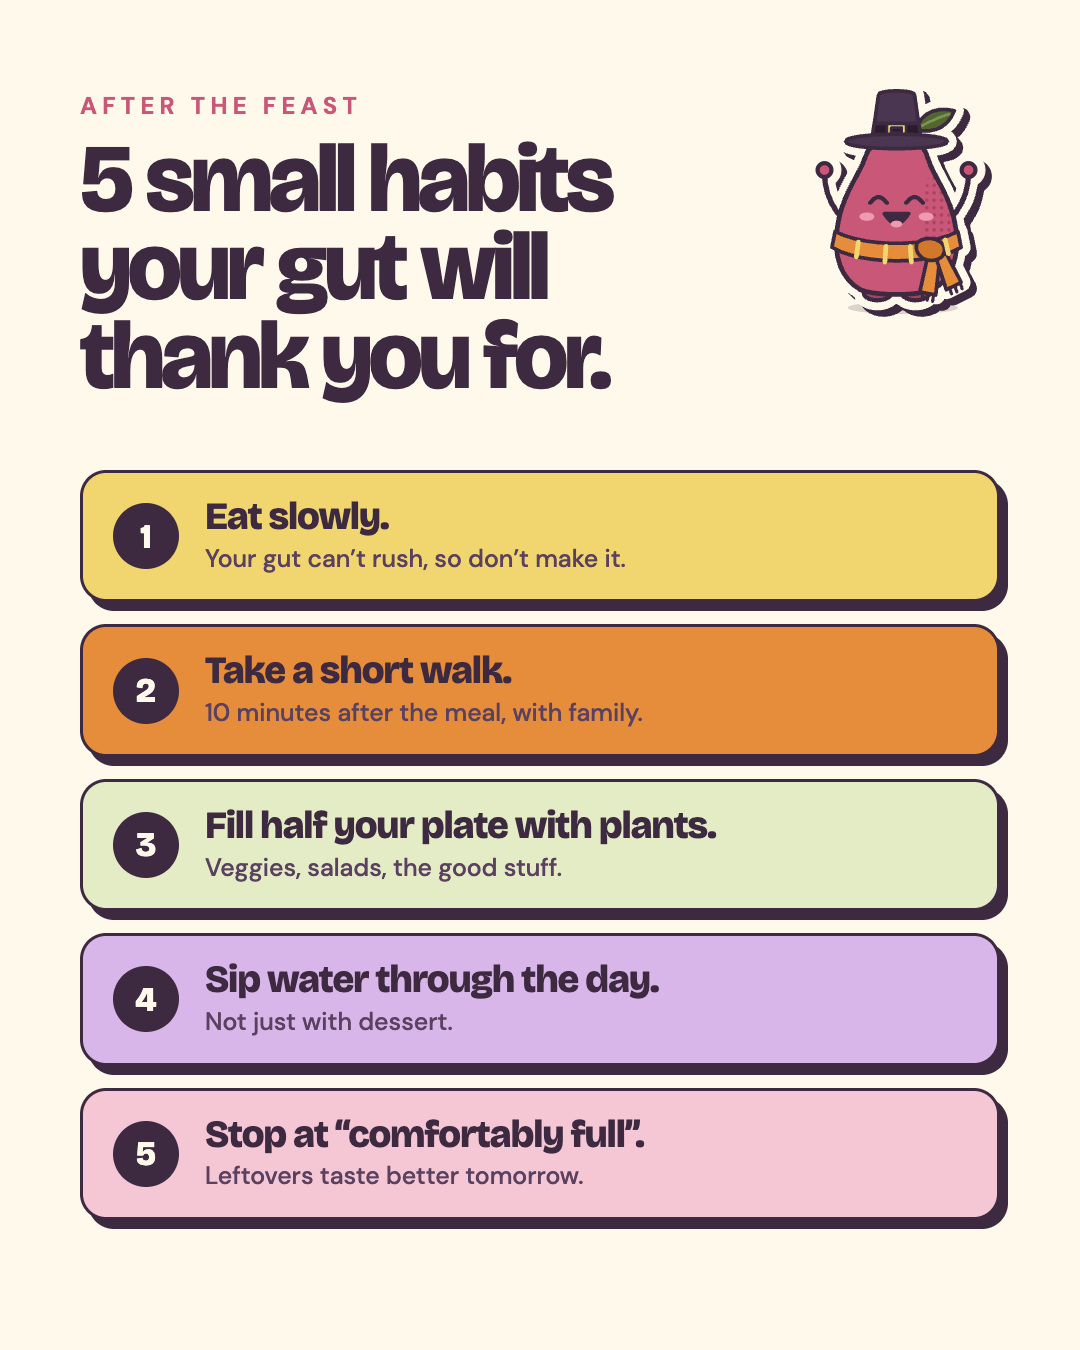 AFTER THE FEAST
5 small habits
your gut will
thank you for.
1
Eat slowly.
Your gut can’t rush, so don’t make it.
2
Take a short walk.
10 minutes after the meal, with family.
3
Fill half your plate with plants.
Veggies, salads, the good stuff.
4
Sip water through the day.
Not just with dessert.
5
Stop at “comfortably full”.
Leftovers taste better tomorrow.